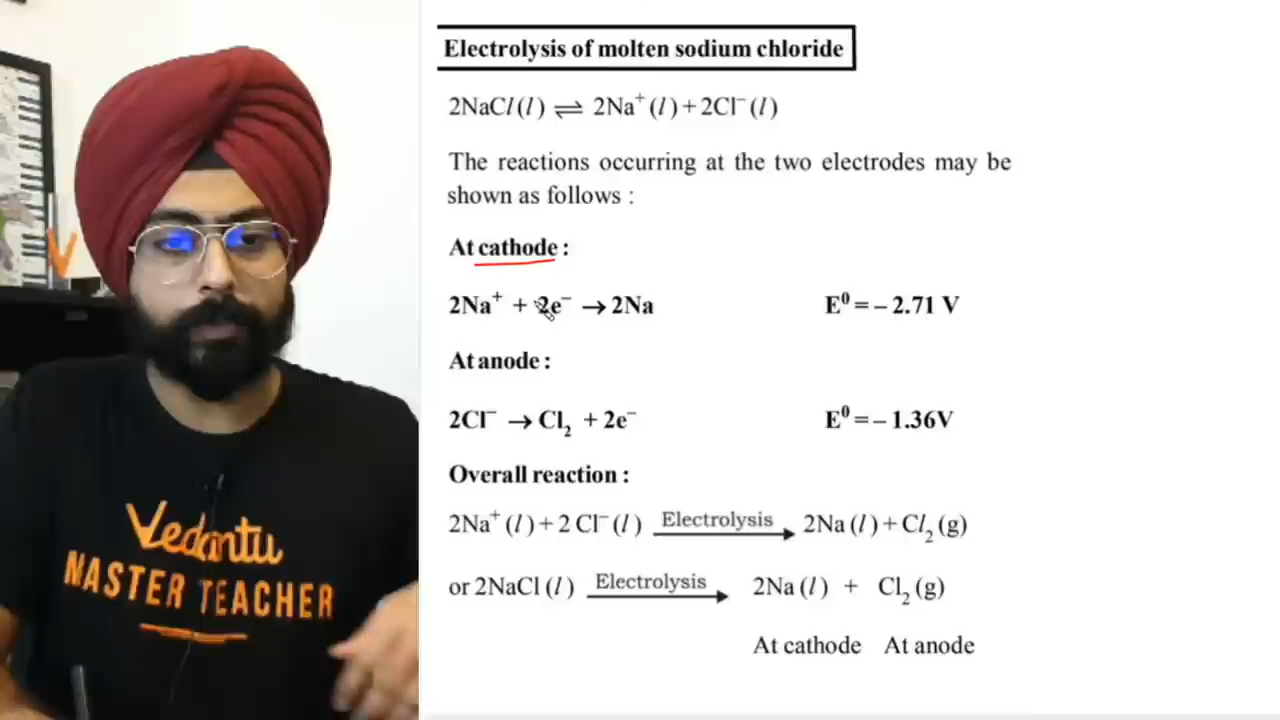 Electrolysis of molten sodium chloride
2NaCl(l) ⇌ 2Na⁺(l) + 2Cl⁻(l)
The reactions occurring at the two electrodes may be
shown as follows :
At cathode :
2Na⁺ + 2e⁻ → 2Na E⁰ = – 2.71 V
At anode :
2Cl⁻ → Cl₂ + 2e⁻ E⁰ = – 1.36V
Overall reaction :
2Na⁺(l) + 2Cl⁻(l) Electrolysis → 2Na(l) + Cl₂(g)
or 2NaCl(l) Electrolysis → 2Na(l) + Cl₂(g)
At cathode At anode
Vedantu
MASTER TEACHER